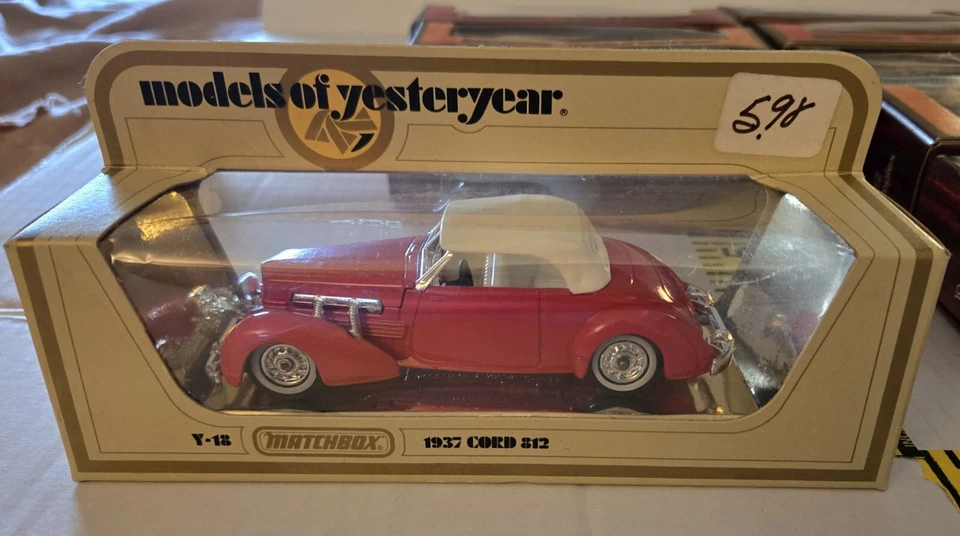 models of yesteryear®
5.98
Y-18
MATCHBOX®
1937 CORD 812